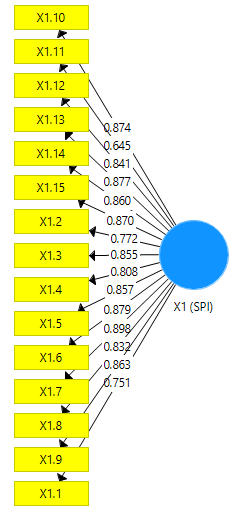 X1.10
X1.11
X1.12
X1.13
X1.14
X1.15
X1.2
X1.3
X1.4
X1.5
X1.6
X1.7
X1.8
X1.9
X1.1
0.874
0.645
0.841
0.877
0.860
0.870
0.772
0.855
0.808
0.857
0.879
0.898
0.832
0.863
0.751
X1 (SPI)